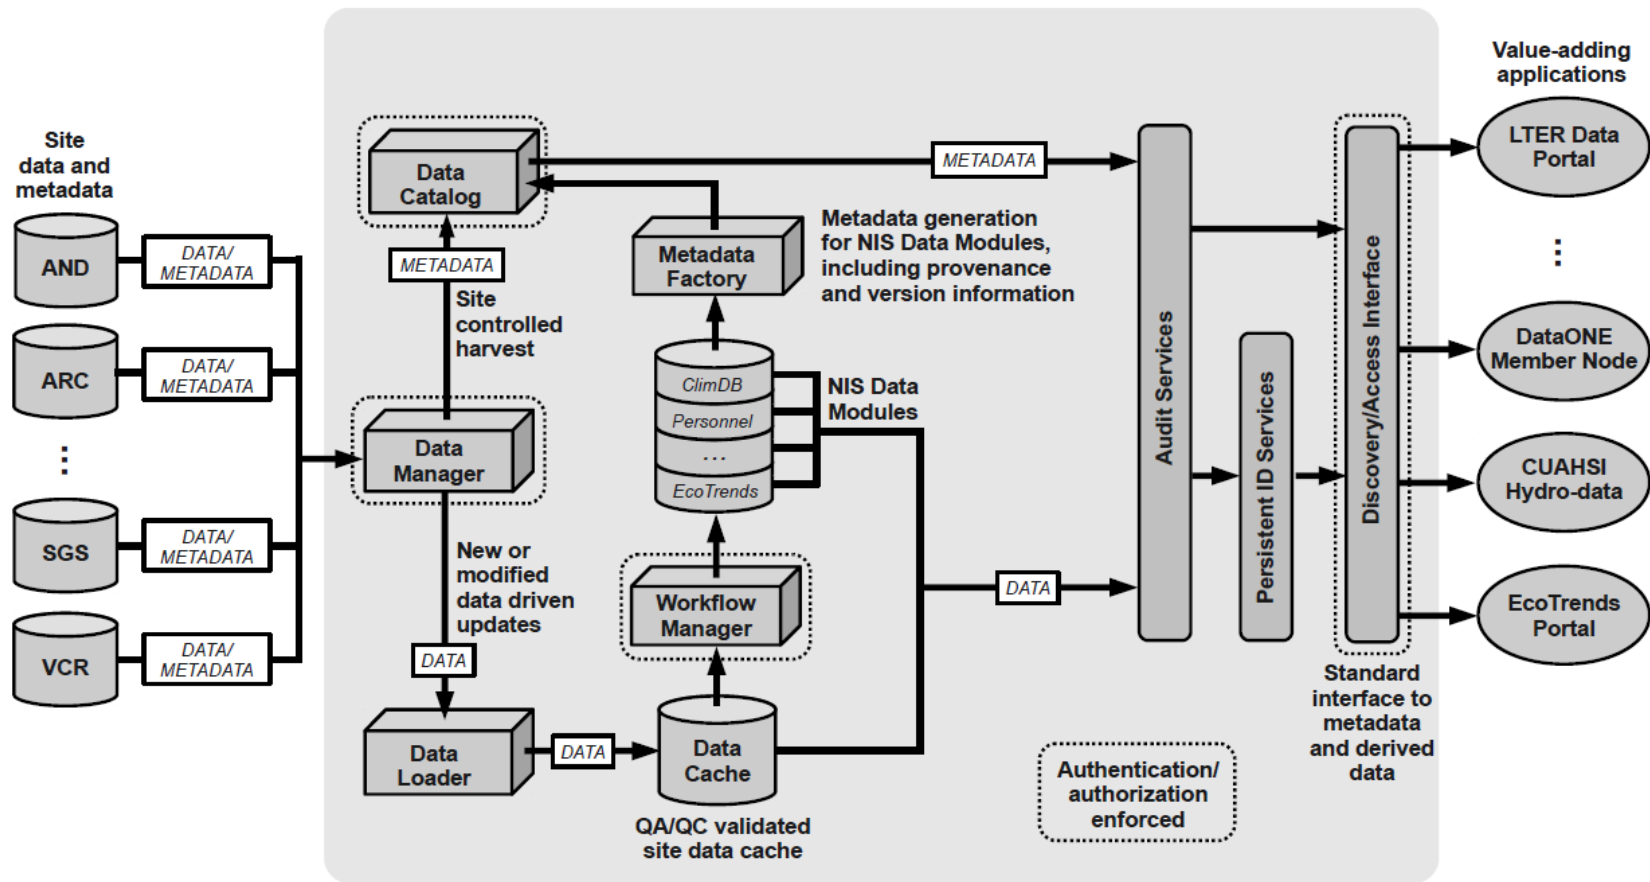 Site
data and
metadata
AND
DATA/
METADATA
ARC
DATA/
METADATA
⋮
SGS
DATA/
METADATA
VCR
DATA/
METADATA
Data
Catalog
METADATA
Site
controlled
harvest
Data
Manager
New or
modified
data driven
updates
DATA
Data
Loader
DATA
Data
Cache
QA/QC validated
site data cache
Workflow
Manager
ClimDB
Personnel
...
EcoTrends
NIS Data
Modules
Metadata
Factory
Metadata generation
for NIS Data Modules,
including provenance
and version information
METADATA
DATA
Audit Services
Persistent ID Services
Discovery/Access Interface
Standard
interface to
metadata
and derived
data
Authentication/
authorization
enforced
Value-adding
applications
LTER Data
Portal
⋮
DataONE
Member Node
CUAHSI
Hydro-data
EcoTrends
Portal